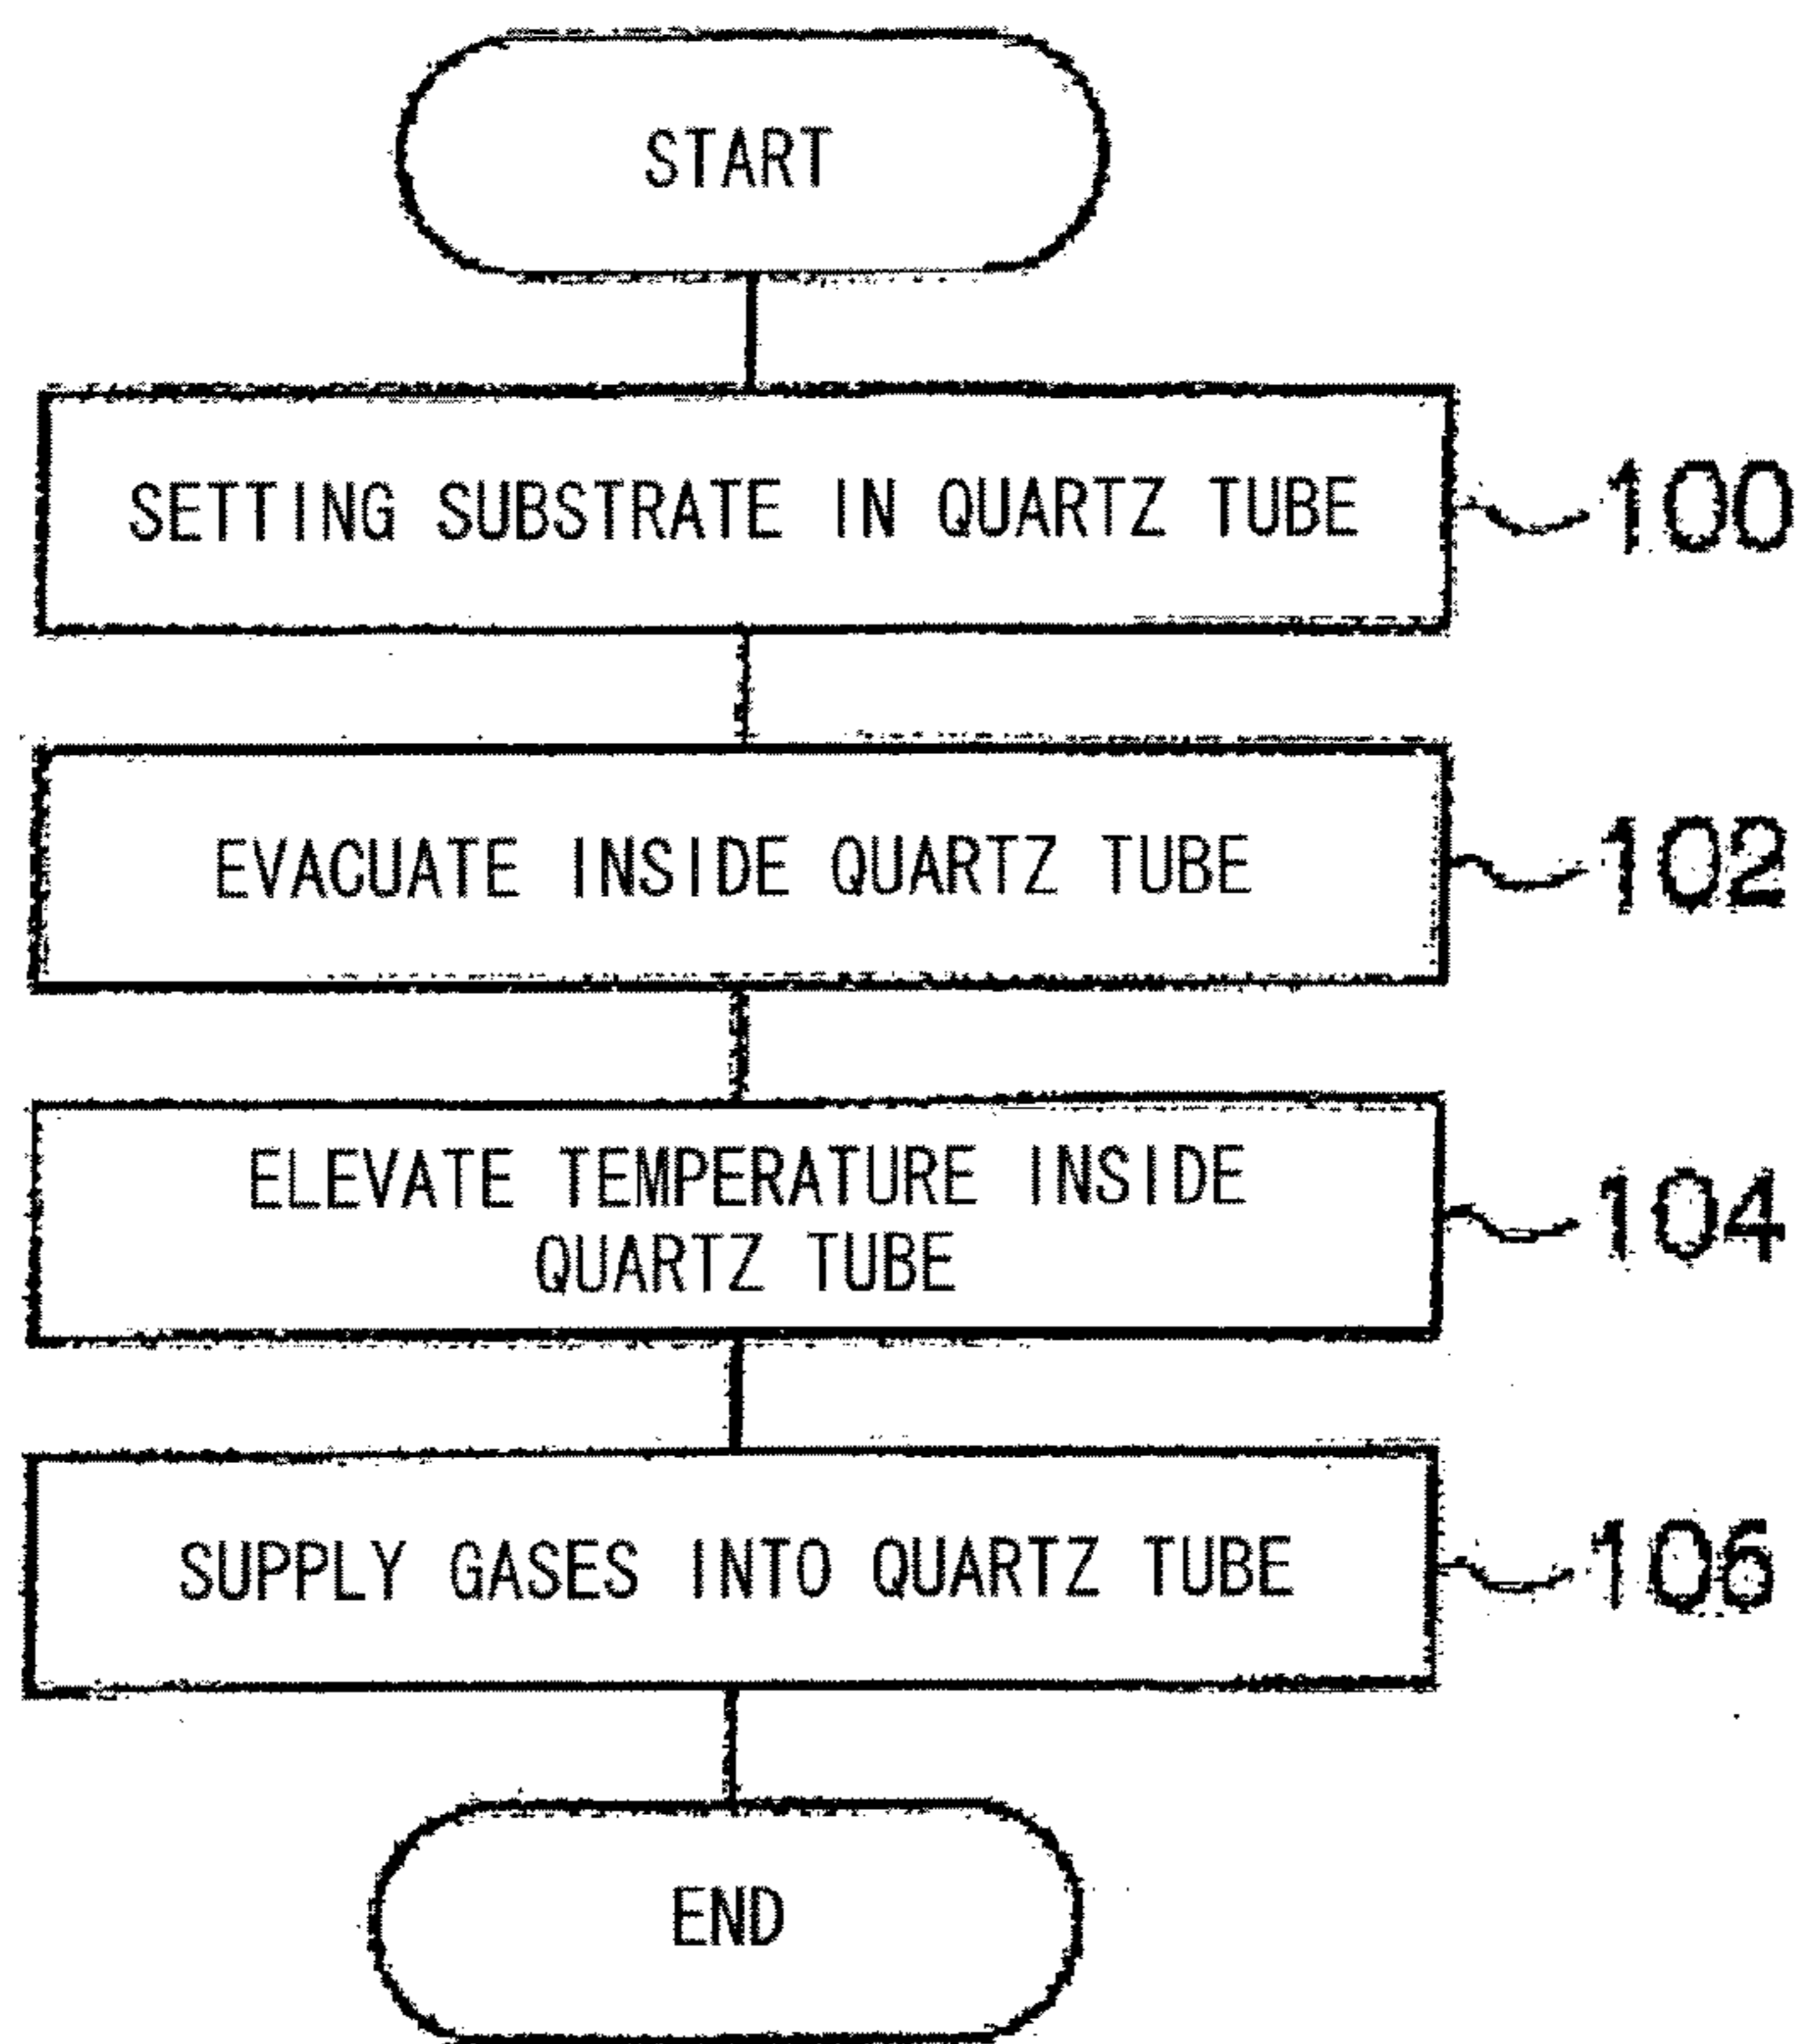 START
SETTING SUBSTRATE IN QUARTZ TUBE
100
EVACUATE INSIDE QUARTZ TUBE
102
ELEVATE TEMPERATURE INSIDE
QUARTZ TUBE
104
SUPPLY GASES INTO QUARTZ TUBE
106
END